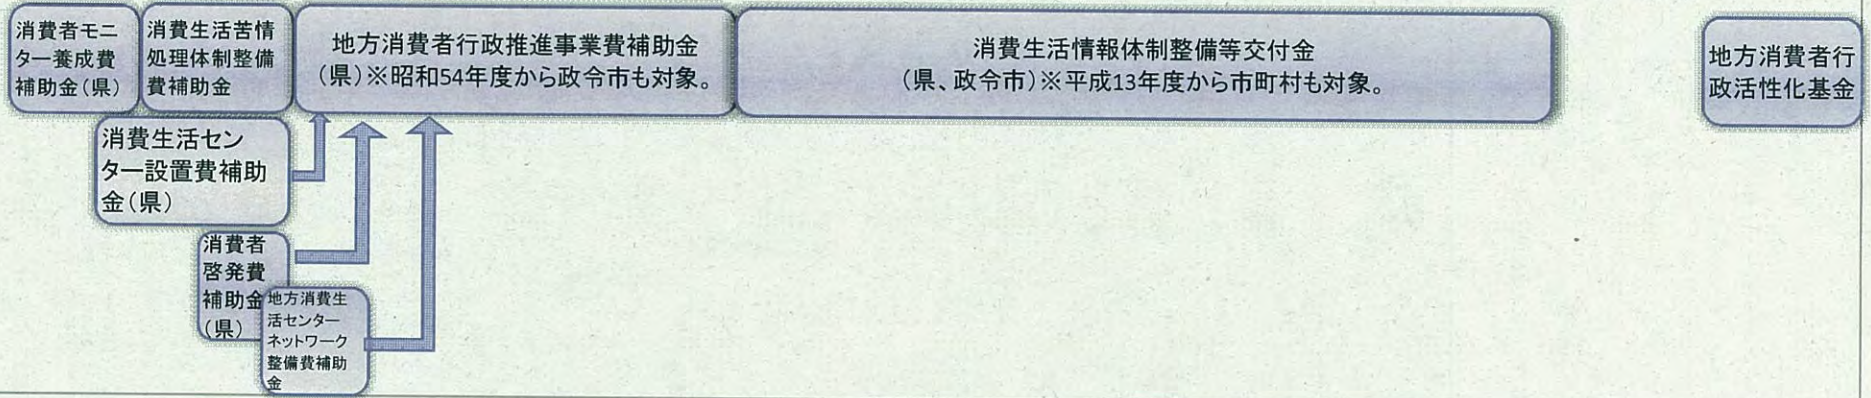 消費者モニ
ター養成費
補助金（県）
消費生活苦情
処理体制整備
費補助金
地方消費者行政推進事業費補助金
（県）※昭和54年度から政令市も対象。
消費生活情報体制整備等交付金
（県、政令市）※平成13年度から市町村も対象。
地方消費者行
政活性化基金
消費生活セン
ター設置費補助
金（県）
消費者
啓発費
補助金
（県）
地方消費生
活センター
ネットワーク
整備費補助
金